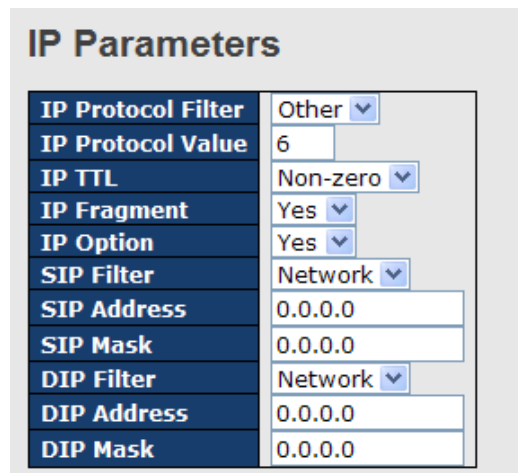 IP Parameters
IP Protocol Filter Other
IP Protocol Value 6
IP TTL Non-zero
IP Fragment Yes
IP Option Yes
SIP Filter Network
SIP Address 0.0.0.0
SIP Mask 0.0.0.0
DIP Filter Network
DIP Address 0.0.0.0
DIP Mask 0.0.0.0